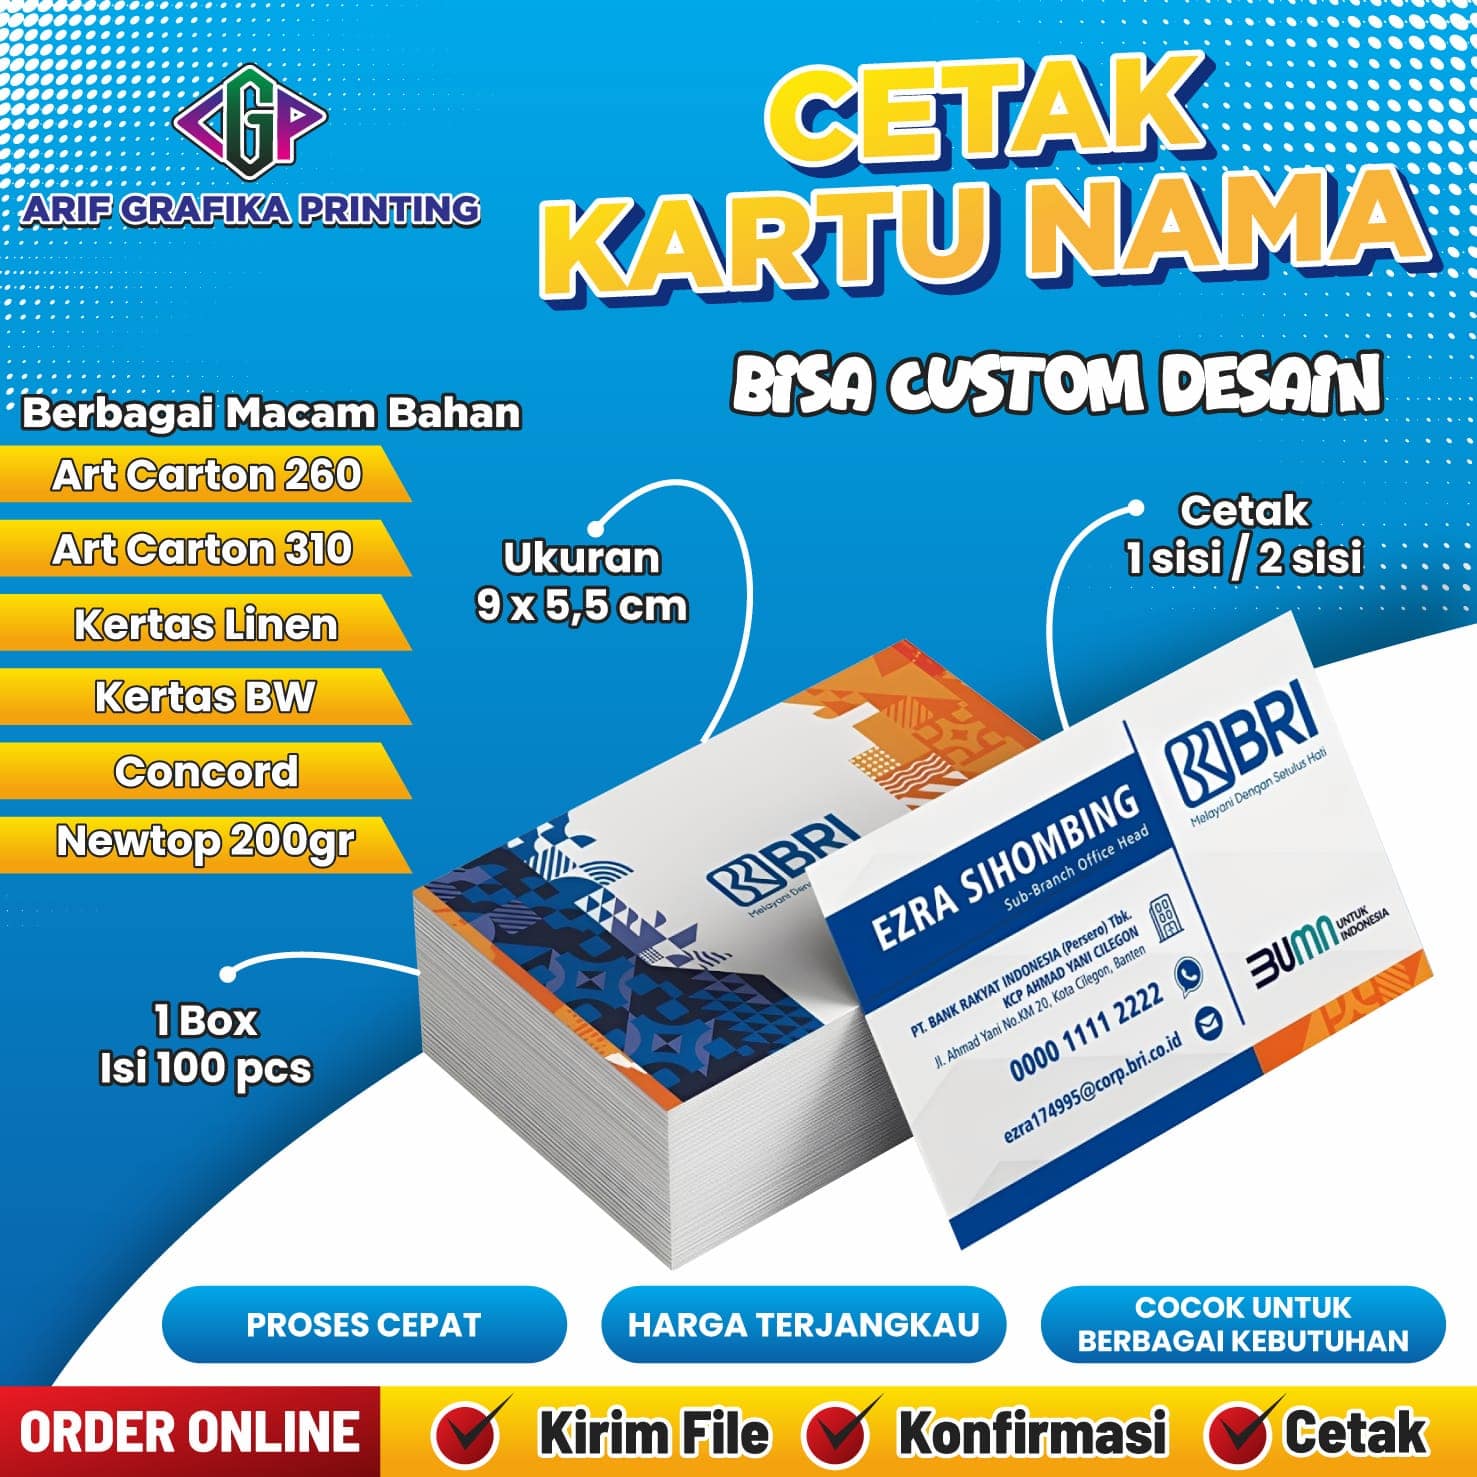 GP
ARIF GRAFIKA PRINTING
CETAK
KARTU NAMA
BISA CUSTOM DESAIN
Berbagai Macam Bahan
Art Carton 260
Art Carton 310
Kertas Linen
Kertas BW
Concord
Newtop 200gr
Ukuran
9 x 5,5 cm
Cetak
1 sisi / 2 sisi
1 Box
Isi 100 pcs
BRI
Melayani Den
BRI
Melayani Dengan Setulus Hati
EZRA SIHOMBING
Sub-Branch Office Head
PT. BANK RAKYAT INDONESIA (Persero) Tbk.
KCP AHMAD YANI CILEGON
Jl. Ahmad Yani No.KM 20, Kota Cilegon, Banten
0000 1111 2222
ezra174995@corp.bri.co.id
BUMN UNTUK
INDONESIA
PROSES CEPAT
HARGA TERJANGKAU
COCOK UNTUK
BERBAGAI KEBUTUHAN
ORDER ONLINE
Kirim File
Konfirmasi
Cetak